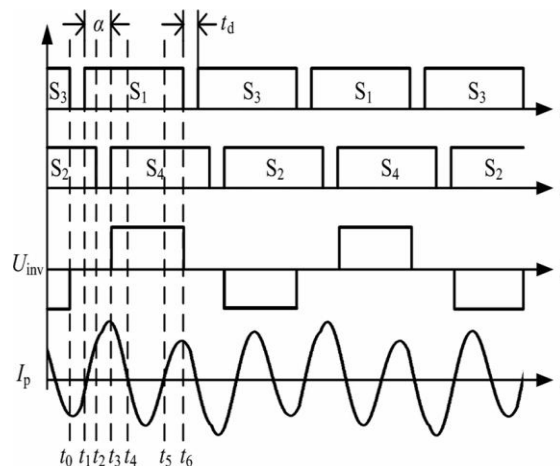 α t_d
S_3 S_1 S_3 S_1 S_3
S_2 S_4 S_2 S_4 S_2
U_inv
I_p
t_0 t_1 t_2 t_3 t_4 t_5 t_6